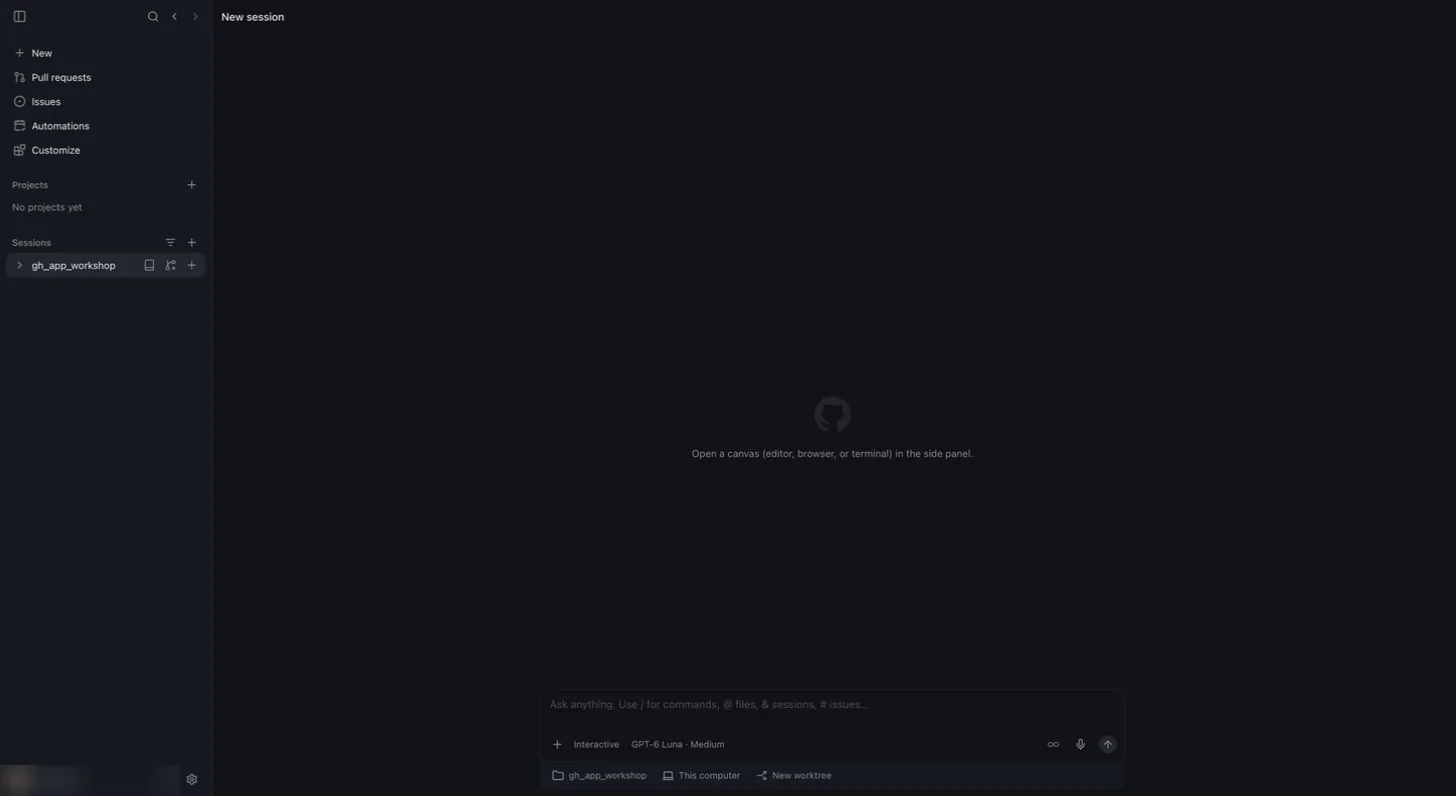 New session
New
Pull requests
Issues
Automations
Customize
Projects
No projects yet
Sessions
gh_app_workshop
Open a canvas (editor, browser, or terminal) in the side panel.
Ask anything. Use / for commands, @ files, & sessions, # issues...
Interactive GPT-6 Luna · Medium
gh_app_workshop This computer New worktree